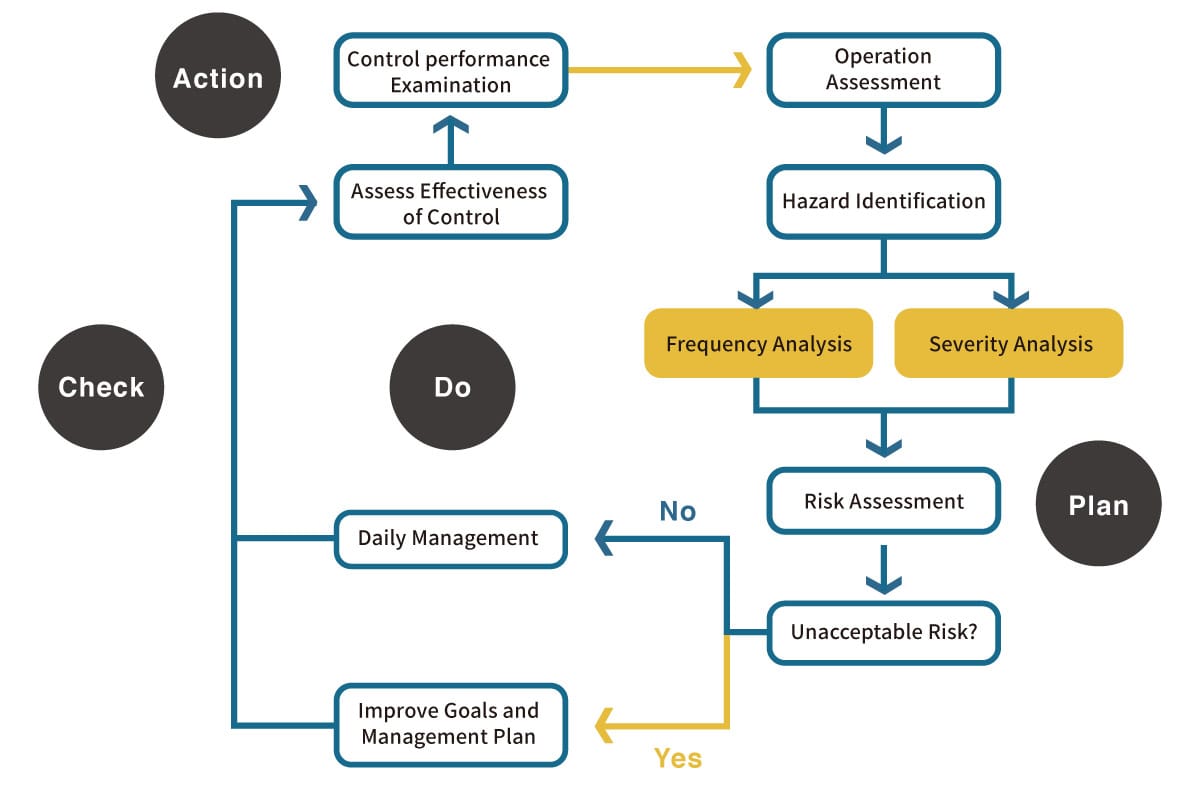 Action
Control performance
Examination
Operation
Assessment
Assess Effectiveness
of Control
Hazard Identification
Frequency Analysis
Severity Analysis
Check
Do
Risk Assessment
Plan
No
Daily Management
Unacceptable Risk?
Improve Goals and
Management Plan
Yes